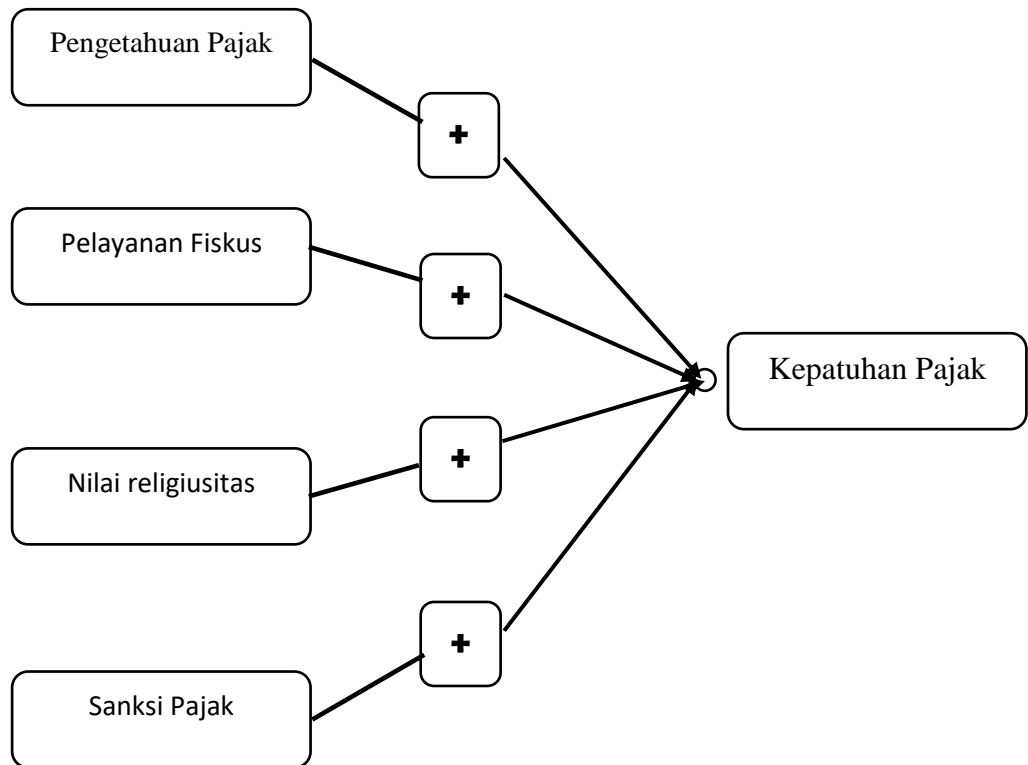 Pengetahuan Pajak
+
Pelayanan Fiskus
+
Kepatuhan Pajak
Nilai religiusitas
+
Sanksi Pajak
+